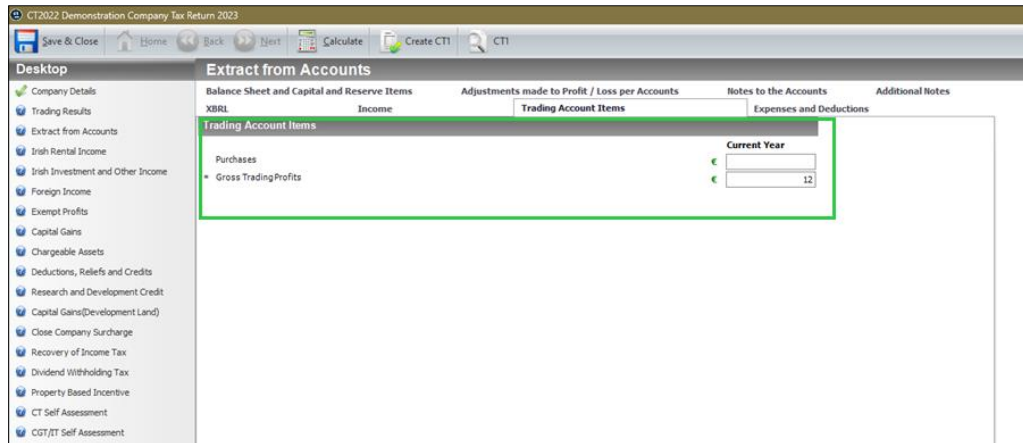 CT2022 Demonstration Company Tax Return 2023
Save & Close Home Back Next Calculate Create CT1 CT1
Desktop
Company Details
Trading Results
Extract from Accounts
Irish Rental Income
Irish Investment and Other Income
Foreign Income
Exempt Profits
Capital Gains
Chargeable Assets
Deductions, Reliefs and Credits
Research and Development Credit
Capital Gains(Development Land)
Close Company Surcharge
Recovery of Income Tax
Dividend Withholding Tax
Property Based Incentive
CT Self Assessment
CGT/IT Self Assessment
Extract from Accounts
Balance Sheet and Capital and Reserve Items Adjustments made to Profit / Loss per Accounts Notes to the Accounts Additional Notes
XBRL Income Trading Account Items Expenses and Deductions
Trading Account Items
Current Year
Purchases €
* Gross Trading Profits € 12